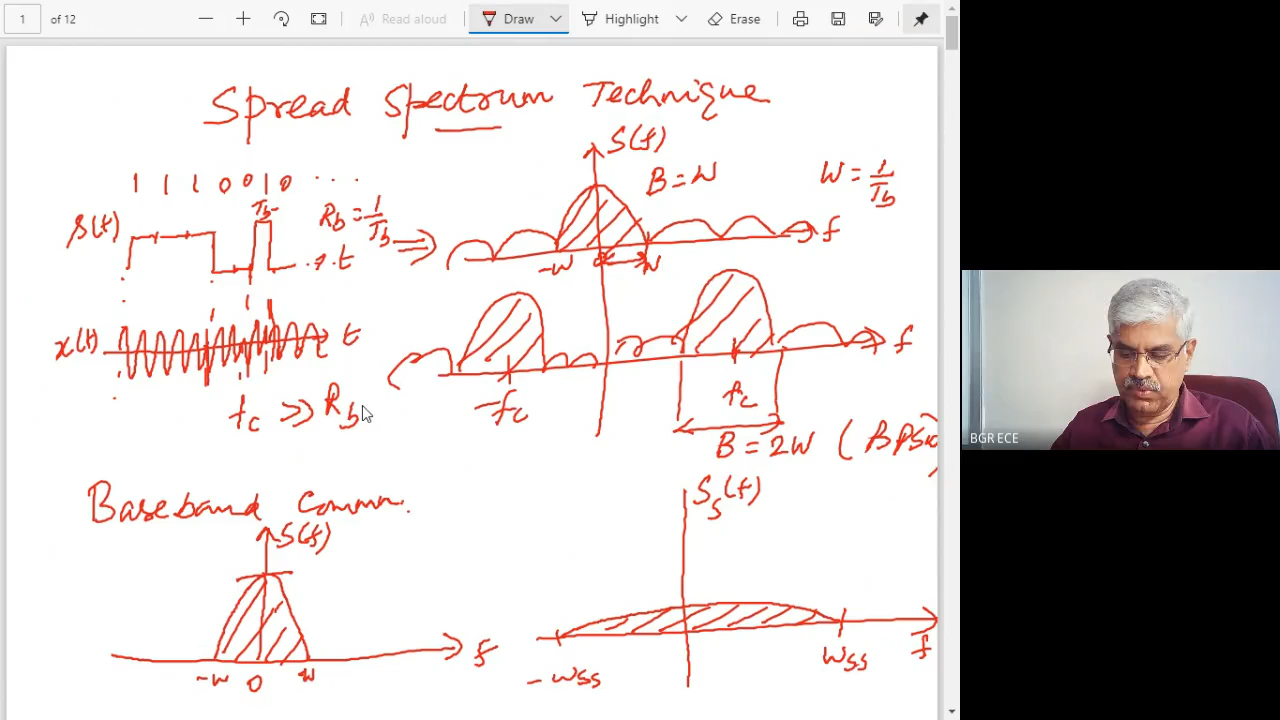 1 of 12
Read aloud
Draw
Highlight
Erase
Spread Spectrum Technique
1 1 1 0 0 1 0 ...
Tb
S(t)
t
Rb = 1/Tb
S(f)
B = W
W = 1/Tb
-W
W
f
x(t)
t
fc >> Rb
-fc
fc
f
B = 2W (BPSK)
Baseband Commn.
S(f)
-W 0 W
f
Ss(f)
-Wss
Wss
f
BGR ECE